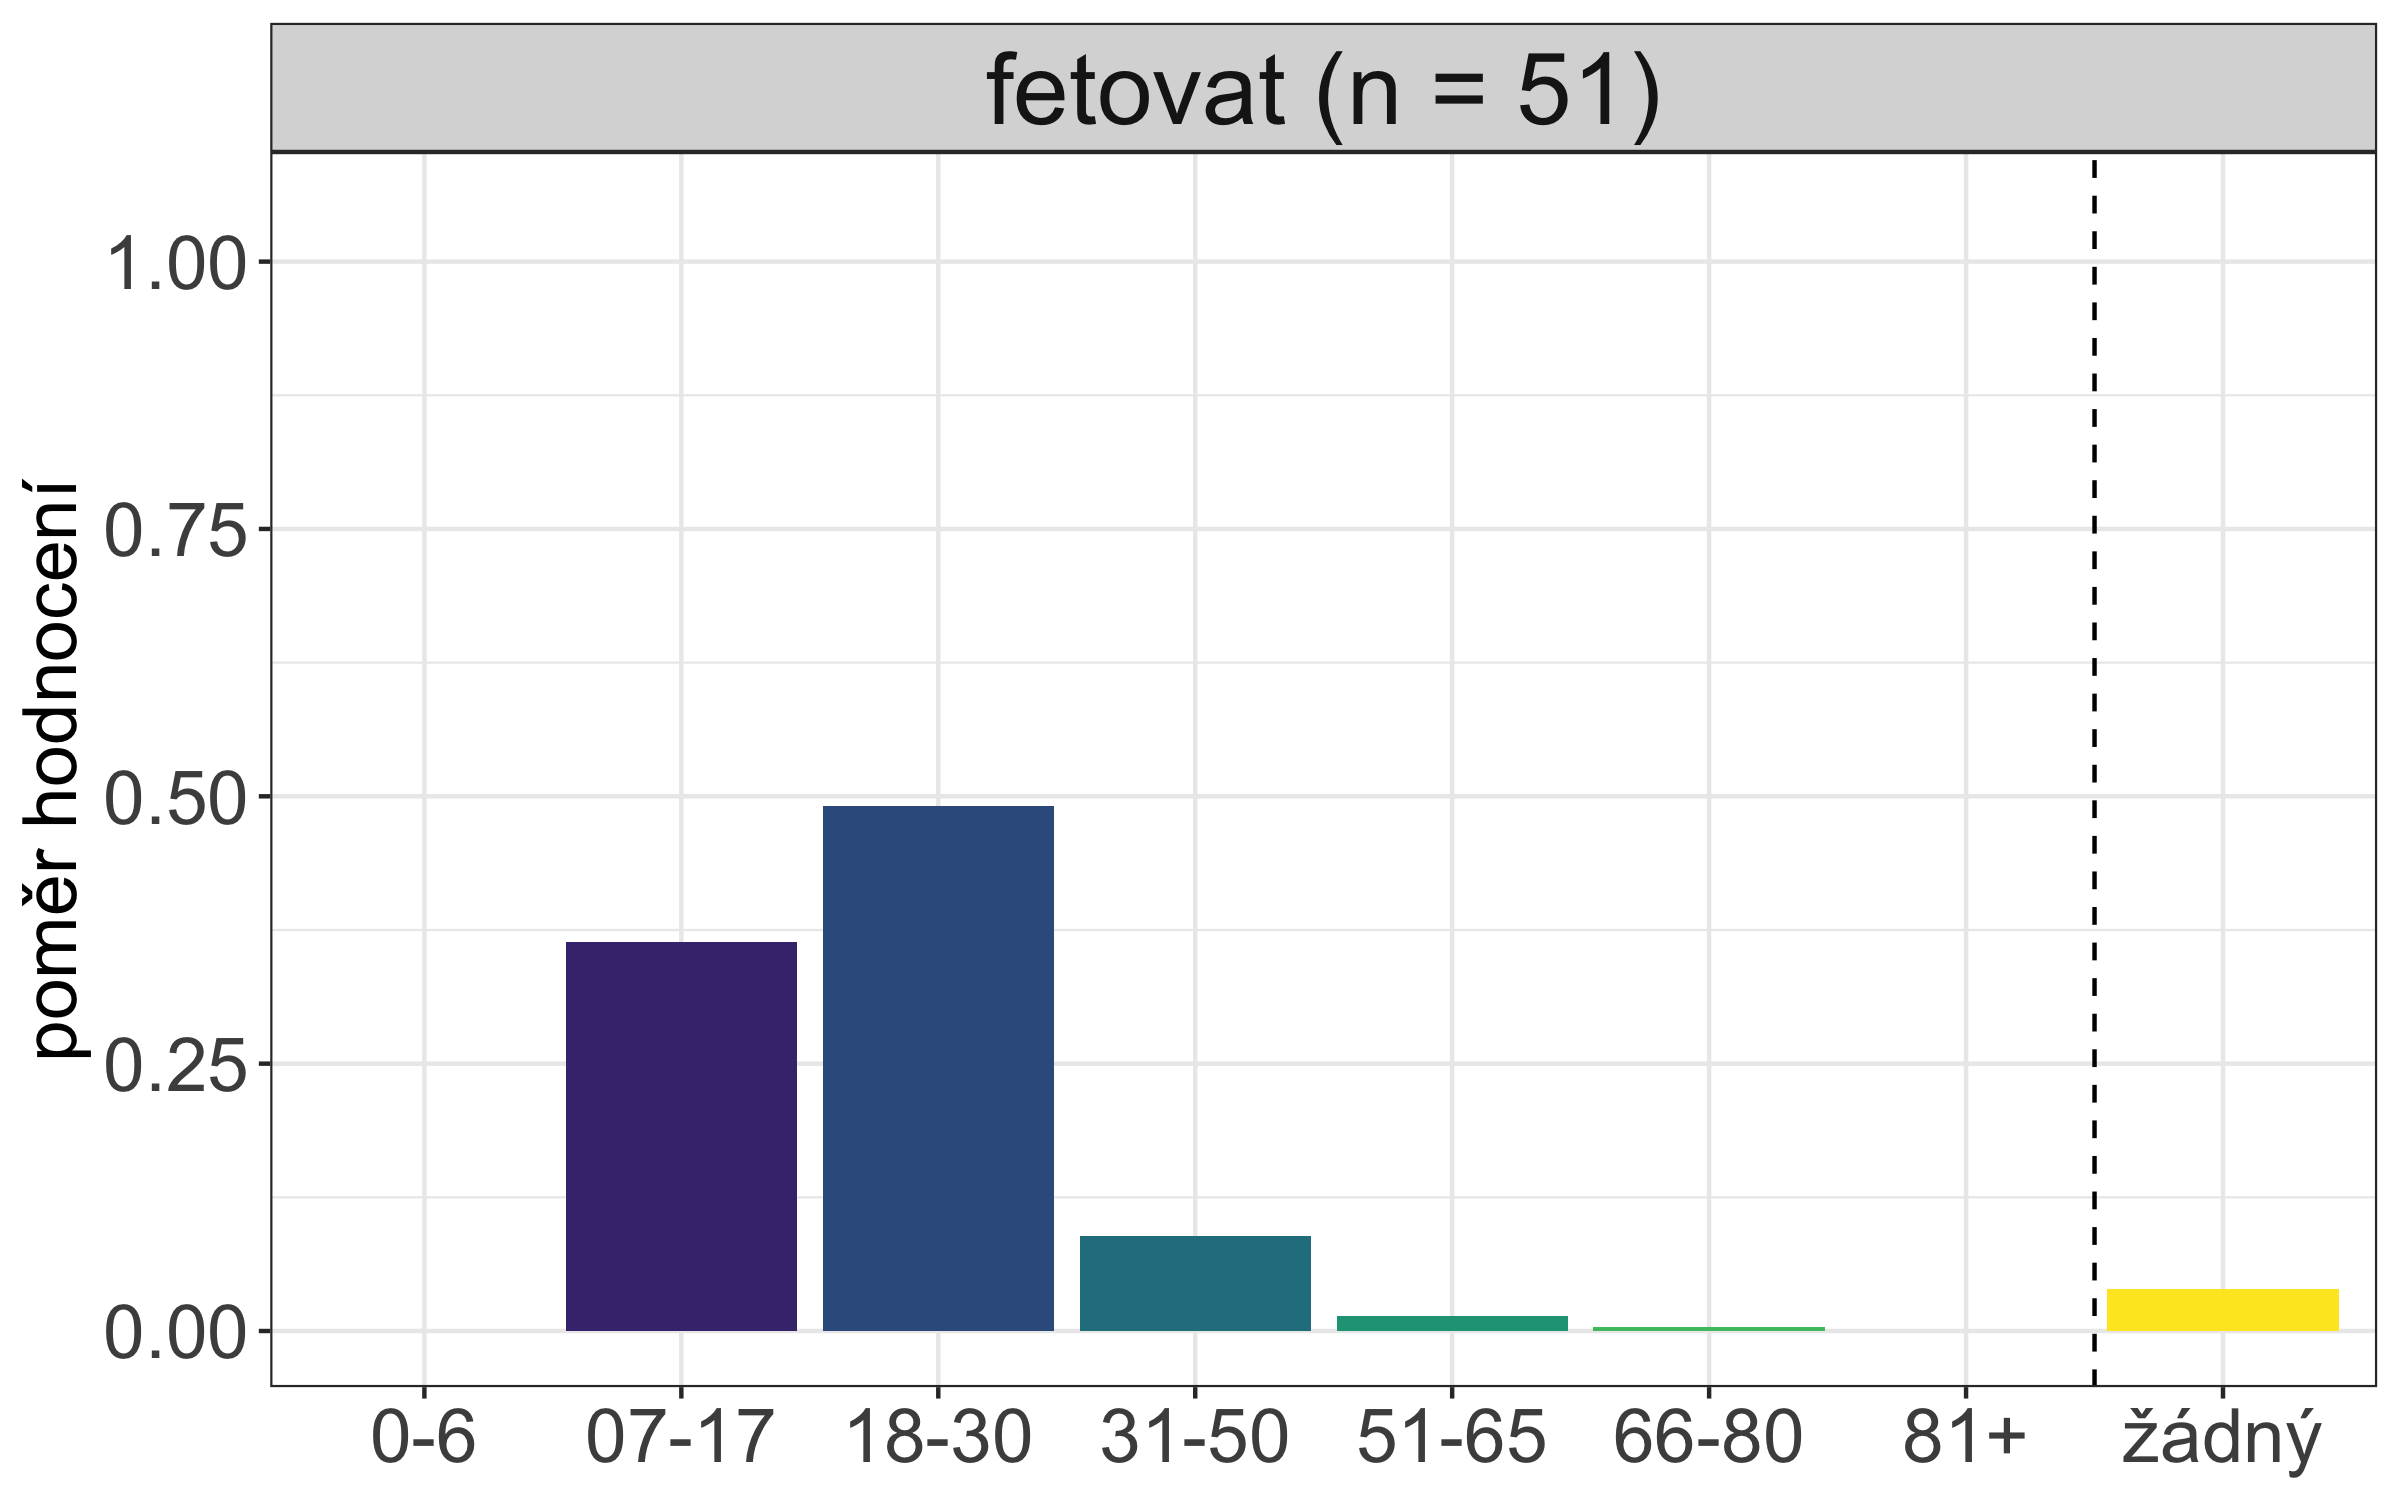 fetovat (n = 51)
poměr hodnocení
1.00
0.75
0.50
0.25
0.00
0-6 07-17 18-30 31-50 51-65 66-80 81+ žádný